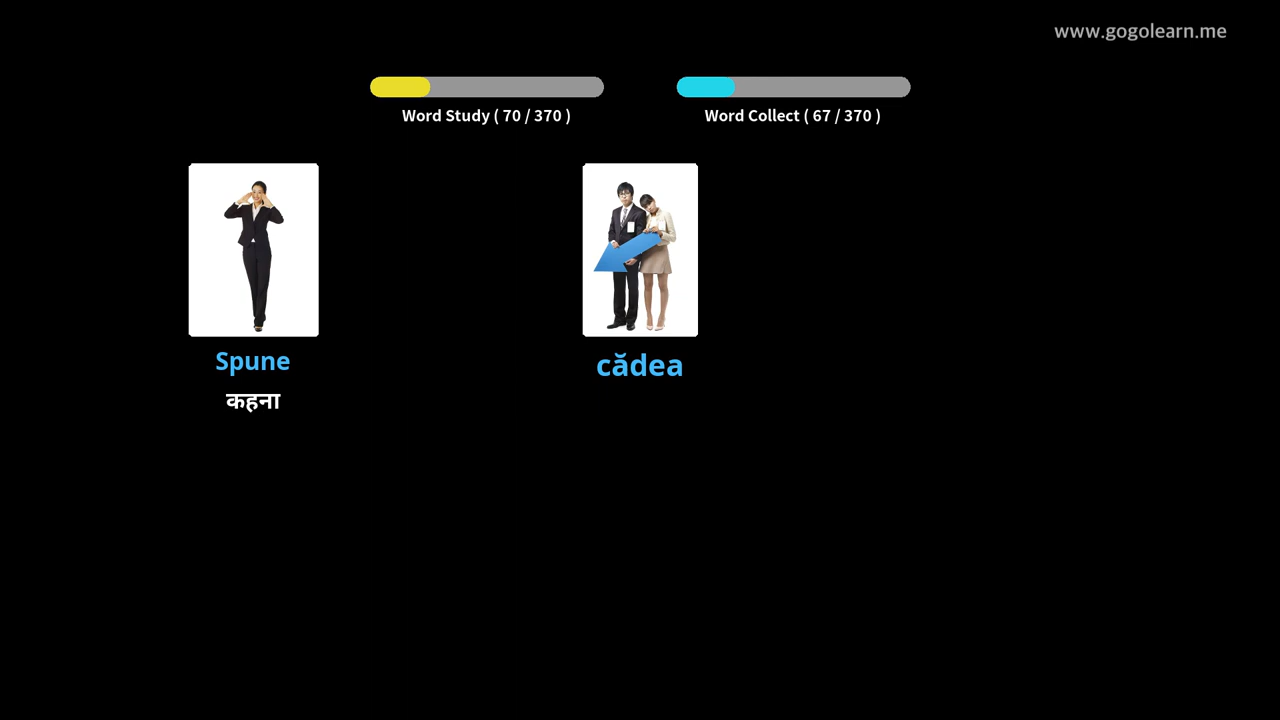 www.gogolearn.me
Word Study ( 70 / 370 )
Word Collect ( 67 / 370 )
Spune
कहना
cădea